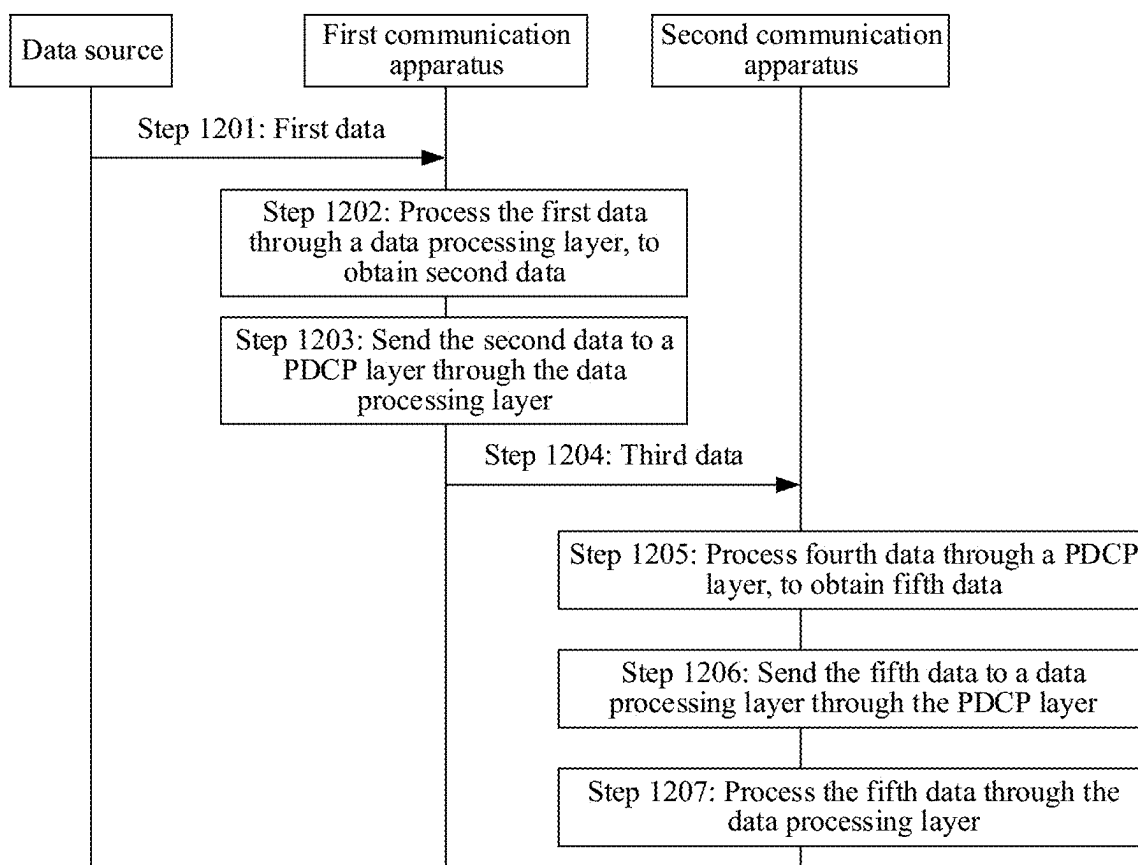 Data source
First communication
apparatus
Second communication
apparatus
Step 1201: First data
Step 1202: Process the first data
through a data processing layer, to
obtain second data
Step 1203: Send the second data to a
PDCP layer through the data
processing layer
Step 1204: Third data
Step 1205: Process fourth data through a PDCP
layer, to obtain fifth data
Step 1206: Send the fifth data to a data
processing layer through the PDCP layer
Step 1207: Process the fifth data through the
data processing layer